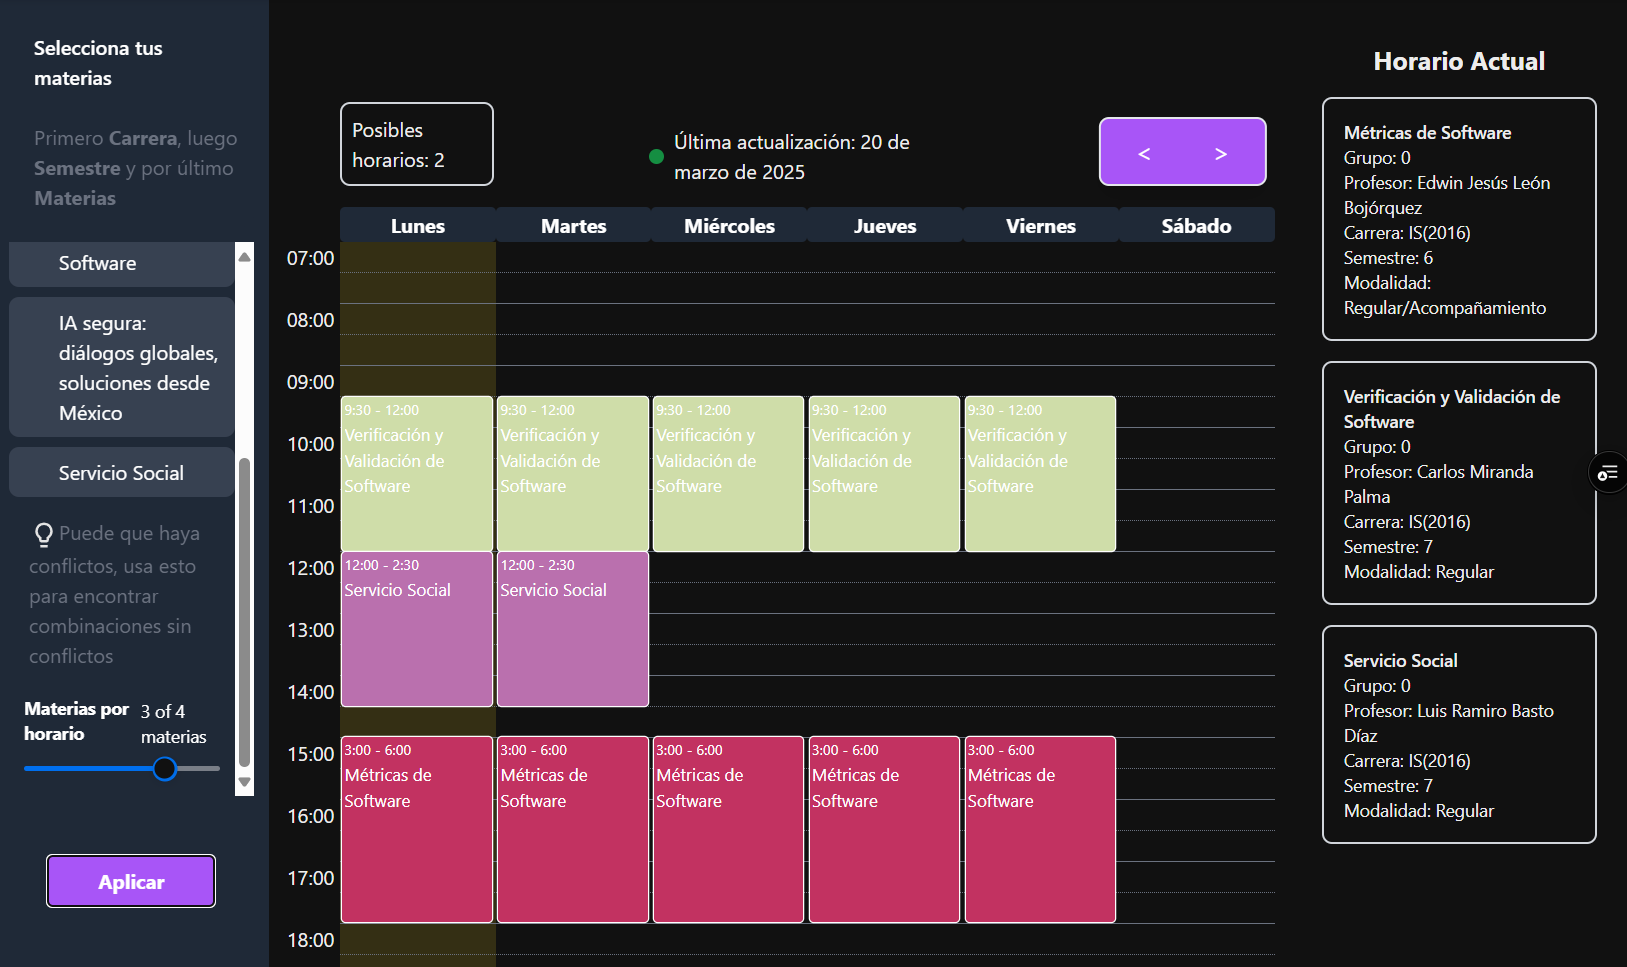 Selecciona tus
materias
Primero Carrera, luego
Semestre y por último
Materias
Software
IA segura:
diálogos globales,
soluciones desde
México
Servicio Social
Puede que haya
conflictos, usa esto
para encontrar
combinaciones sin
conflictos
Materias por
horario
3 of 4
materias
Aplicar
Posibles
horarios: 2
Última actualización: 20 de
marzo de 2025
< >
Lunes Martes Miércoles Jueves Viernes Sábado
07:00
08:00
09:00
10:00
11:00
12:00
13:00
14:00
15:00
16:00
17:00
18:00
9:30 - 12:00
Verificación y
Validación de
Software
9:30 - 12:00
Verificación y
Validación de
Software
9:30 - 12:00
Verificación y
Validación de
Software
9:30 - 12:00
Verificación y
Validación de
Software
9:30 - 12:00
Verificación y
Validación de
Software
12:00 - 2:30
Servicio Social
12:00 - 2:30
Servicio Social
3:00 - 6:00
Métricas de
Software
3:00 - 6:00
Métricas de
Software
3:00 - 6:00
Métricas de
Software
3:00 - 6:00
Métricas de
Software
3:00 - 6:00
Métricas de
Software
Horario Actual
Métricas de Software
Grupo: 0
Profesor: Edwin Jesús León
Bojórquez
Carrera: IS(2016)
Semestre: 6
Modalidad:
Regular/Acompañamiento
Verificación y Validación de
Software
Grupo: 0
Profesor: Carlos Miranda
Palma
Carrera: IS(2016)
Semestre: 7
Modalidad: Regular
Servicio Social
Grupo: 0
Profesor: Luis Ramiro Basto
Díaz
Carrera: IS(2016)
Semestre: 7
Modalidad: Regular